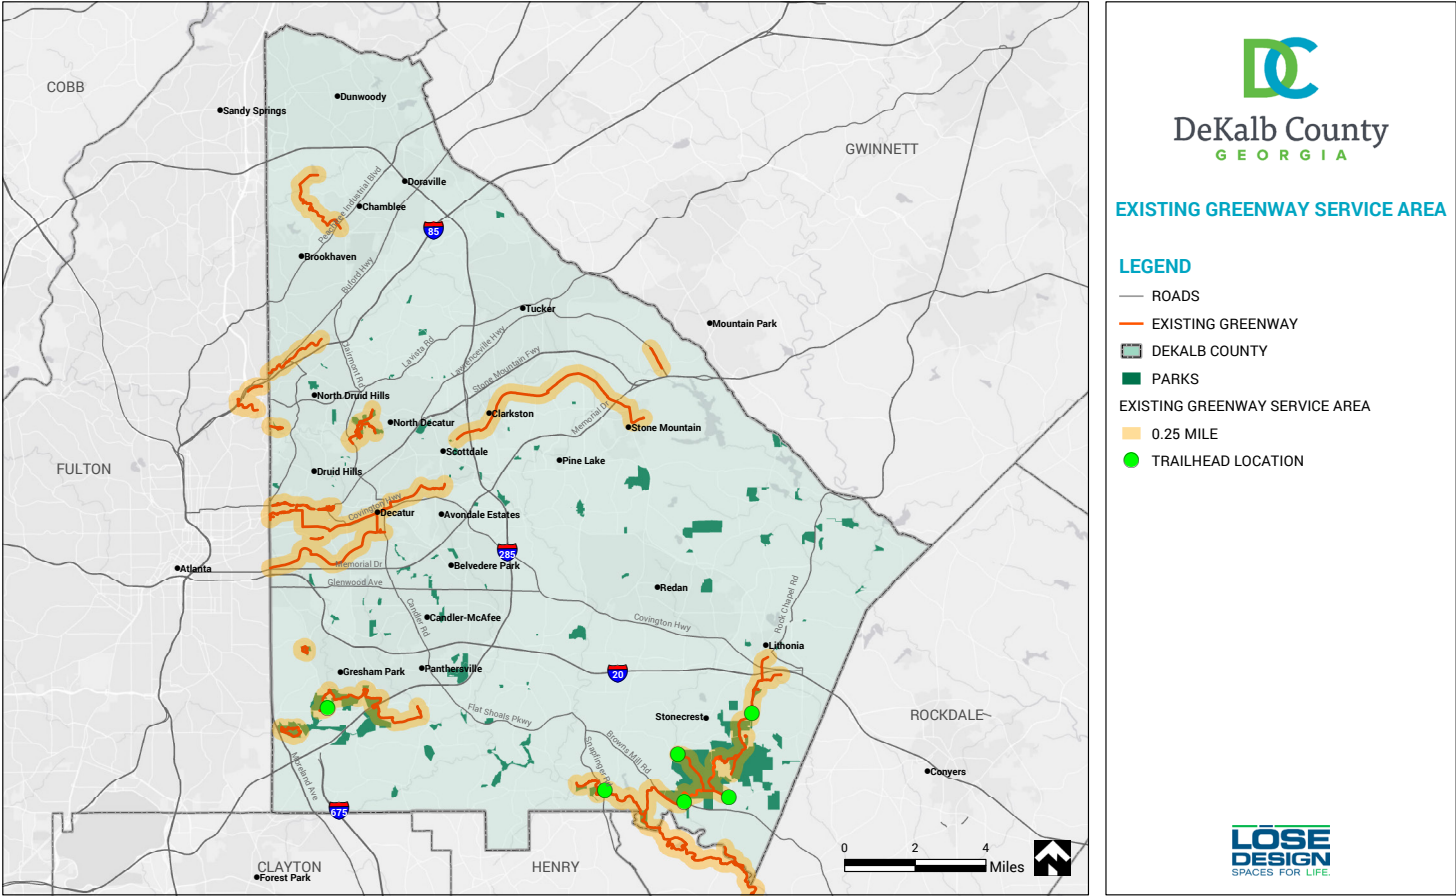 COBB
Sandy Springs
Dunwoody
GWINNETT
Doraville
Chamblee
Peachtree Industrial Blvd
85
Brookhaven
Buford Hwy
Tucker
Mountain Park
Lawrenceville Hwy
LaVista Rd
Clairmont Rd
Stone Mountain Fwy
North Druid Hills
Clarkston
Memorial Dr
North Decatur
Stone Mountain
Scottdale
Pine Lake
FULTON
Druid Hills
Covington Hwy
Decatur
Avondale Estates
285
Atlanta
Memorial Dr
Belvedere Park
Glenwood Ave
Redan
Rock Chapel Rd
Candler Rd
Candler-McAfee
Covington Hwy
Lithonia
Gresham Park
Panthersville
20
Flat Shoals Pkwy
Stonecrest
ROCKDALE
Snapfinger Rd
Browns Mill Rd
Moreland Ave
Conyers
675
CLAYTON
Forest Park
HENRY
0 2 4
Miles
DC
DeKalb County
GEORGIA
EXISTING GREENWAY SERVICE AREA
LEGEND
ROADS
EXISTING GREENWAY
DEKALB COUNTY
PARKS
EXISTING GREENWAY SERVICE AREA
0.25 MILE
TRAILHEAD LOCATION
LŌSE
DESIGN
SPACES FOR LIFE.